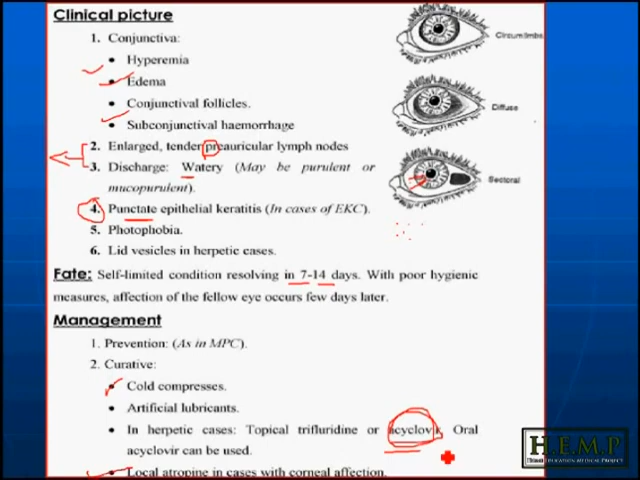 Clinical picture
1. Conjunctiva:
• Hyperemia
• Edema
• Conjunctival follicles.
• Subconjunctival haemorrhage
2. Enlarged, tender preauricular lymph nodes
3. Discharge: Watery (May be purulent or
mucopurulent).
4. Punctate epithelial keratitis (In cases of EKC).
5. Photophobia.
6. Lid vesicles in herpetic cases.
Fate: Self-limited condition resolving in 7-14 days. With poor hygienic
measures, affection of the fellow eye occurs few days later.
Management
1. Prevention: (As in MPC).
2. Curative:
• Cold compresses.
• Artificial lubricants.
• In herpetic cases: Topical trifluridine or acyclovir. Oral
acyclovir can be used.
• Local atropine in cases with corneal affection.
Diffuse
Sectoral
H.E.M.P